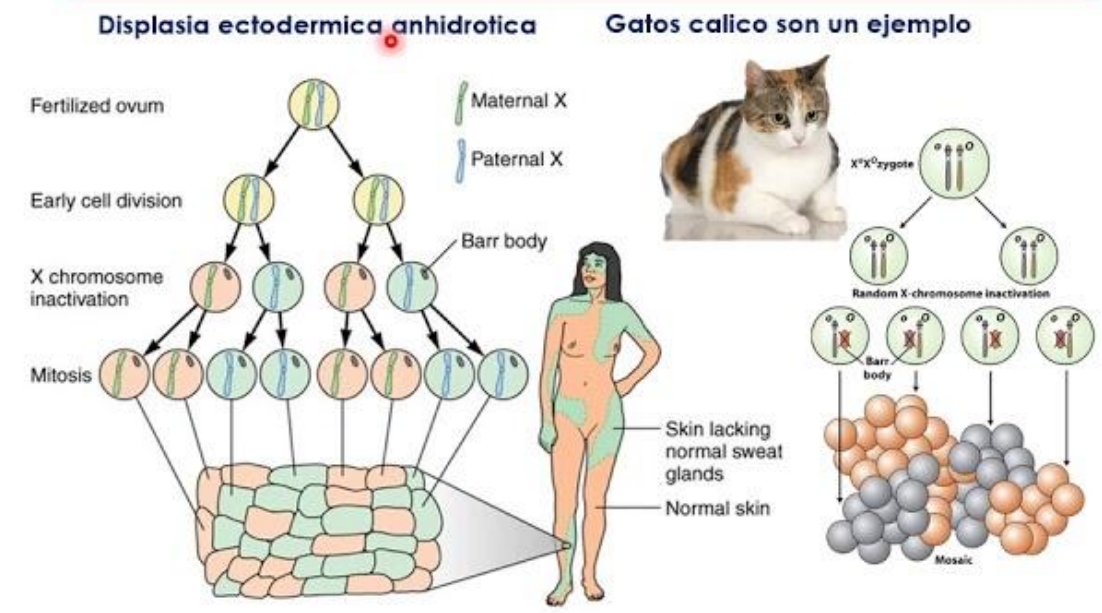 Displasia ectodermica anhidrotica
Gatos calico son un ejemplo
Fertilized ovum
Maternal X
Paternal X
Early cell division
Barr body
X chromosome
inactivation
Mitosis
Skin lacking
normal sweat
glands
Normal skin
zygote
Random X-chromosome inactivation
Barr
body
Mosaic